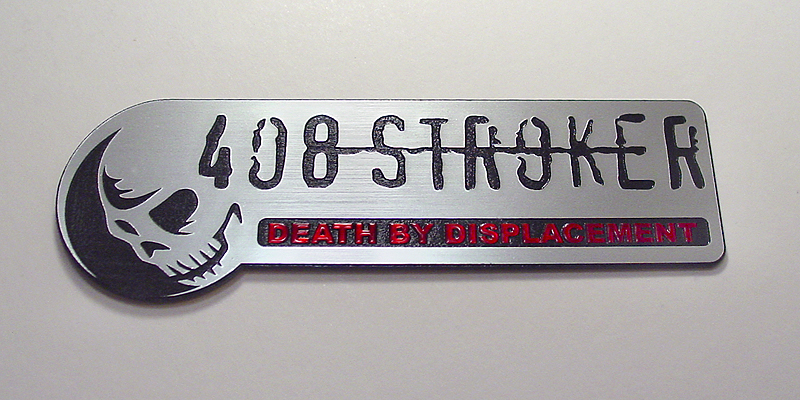 408 STROKER
DEATH BY DISPLACEMENT